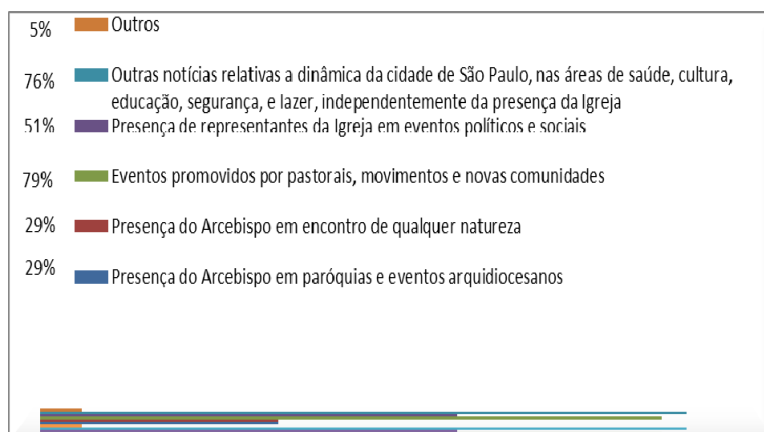 5% Outros
76% Outras notícias relativas a dinâmica da cidade de São Paulo, nas áreas de saúde, cultura,
educação, segurança, e lazer, independentemente da presença da Igreja
51% Presença de representantes da Igreja em eventos políticos e sociais
79% Eventos promovidos por pastorais, movimentos e novas comunidades
29% Presença do Arcebispo em encontro de qualquer natureza
29% Presença do Arcebispo em paróquias e eventos arquidiocesanos